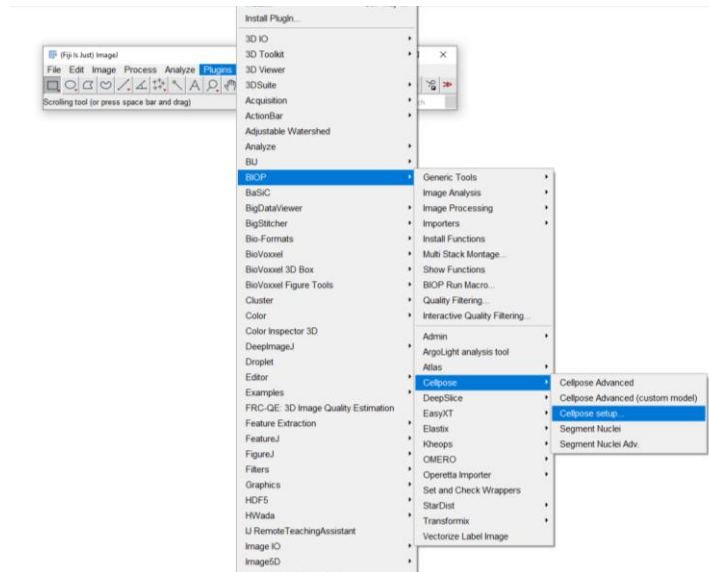 Install PlugIn...
(Fiji Is Just) ImageJ
File Edit Image Process Analyze Plugins
Scrolling tool (or press space bar and drag)
3D IO
3D Toolkit
3D Viewer
3DSuite
Acquisition
ActionBar
Adjustable Watershed
Analyze
BIJ
BIOP
BaSiC
BigDataViewer
BigStitcher
Bio-Formats
BioVoxxel
BioVoxxel 3D Box
BioVoxxel Figure Tools
Cluster
Color
Color Inspector 3D
DeepImageJ
Droplet
Editor
Examples
FRC-QE: 3D Image Quality Estimation
Feature Extraction
FeatureJ
FigureJ
Filters
Graphics
HDF5
HWada
IJ RemoteTeachingAssistant
Image IO
Image5D
Generic Tools
Image Analysis
Image Processing
Importers
Install Functions
Multi Stack Montage...
Show Functions
BIOP Run Macro...
Quality Filtering...
Interactive Quality Filtering...
Admin
ArgoLight analysis tool
Atlas
Cellpose
DeepSlice
EasyXT
Elastix
Kheops
OMERO
Operetta Importer
Set and Check Wrappers
StarDist
Transformix
Vectorize Label Image
Cellpose Advanced
Cellpose Advanced (custom model)
Cellpose setup...
Segment Nuclei
Segment Nuclei Adv.